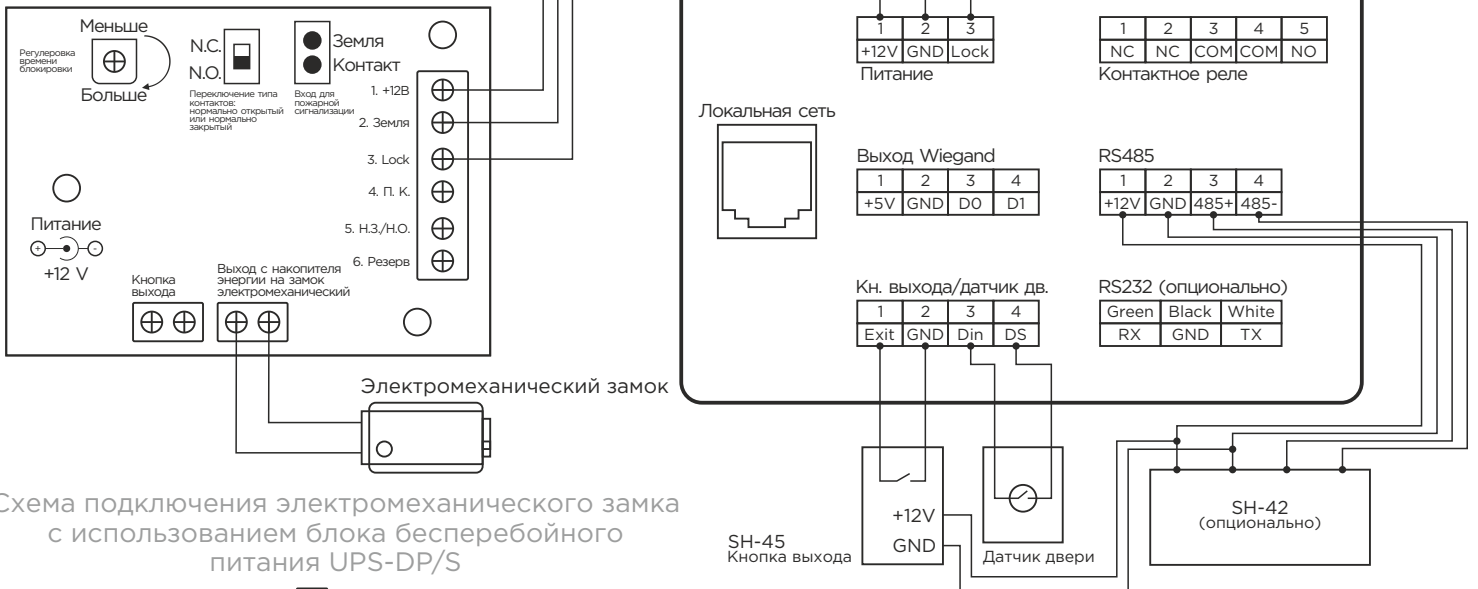 Меньше
Регулеровка
времени
блокировки
Больше
N.C.
N.O.
Переключение типа
контактов:
нормально открытый
или нормально
закрытый
Земля
Контакт
Вход для
пожарной
сигнализации
1. +12В
2. Земля
3. Lock
4. П. К.
5. Н.З./Н.О.
6. Резерв
Питание
+ -
+12 V
Кнопка
выхода
Выход с накопителя
энергии на замок
электромеханический
Электромеханический замок
Схема подключения электромеханического замка
с использованием блока бесперебойного
питания UPS-DP/S
1 2 3
+12V GND Lock
Питание
1 2 3 4 5
NC NC COM COM NO
Контактное реле
Локальная сеть
Выход Wiegand
1 2 3 4
+5V GND D0 D1
RS485
1 2 3 4
+12V GND 485+ 485-
Кн. выхода/датчик дв.
1 2 3 4
Exit GND Din DS
RS232 (опционально)
Green Black White
RX GND TX
+12V
GND
SH-45
Кнопка выхода
Датчик двери
SH-42
(опционально)